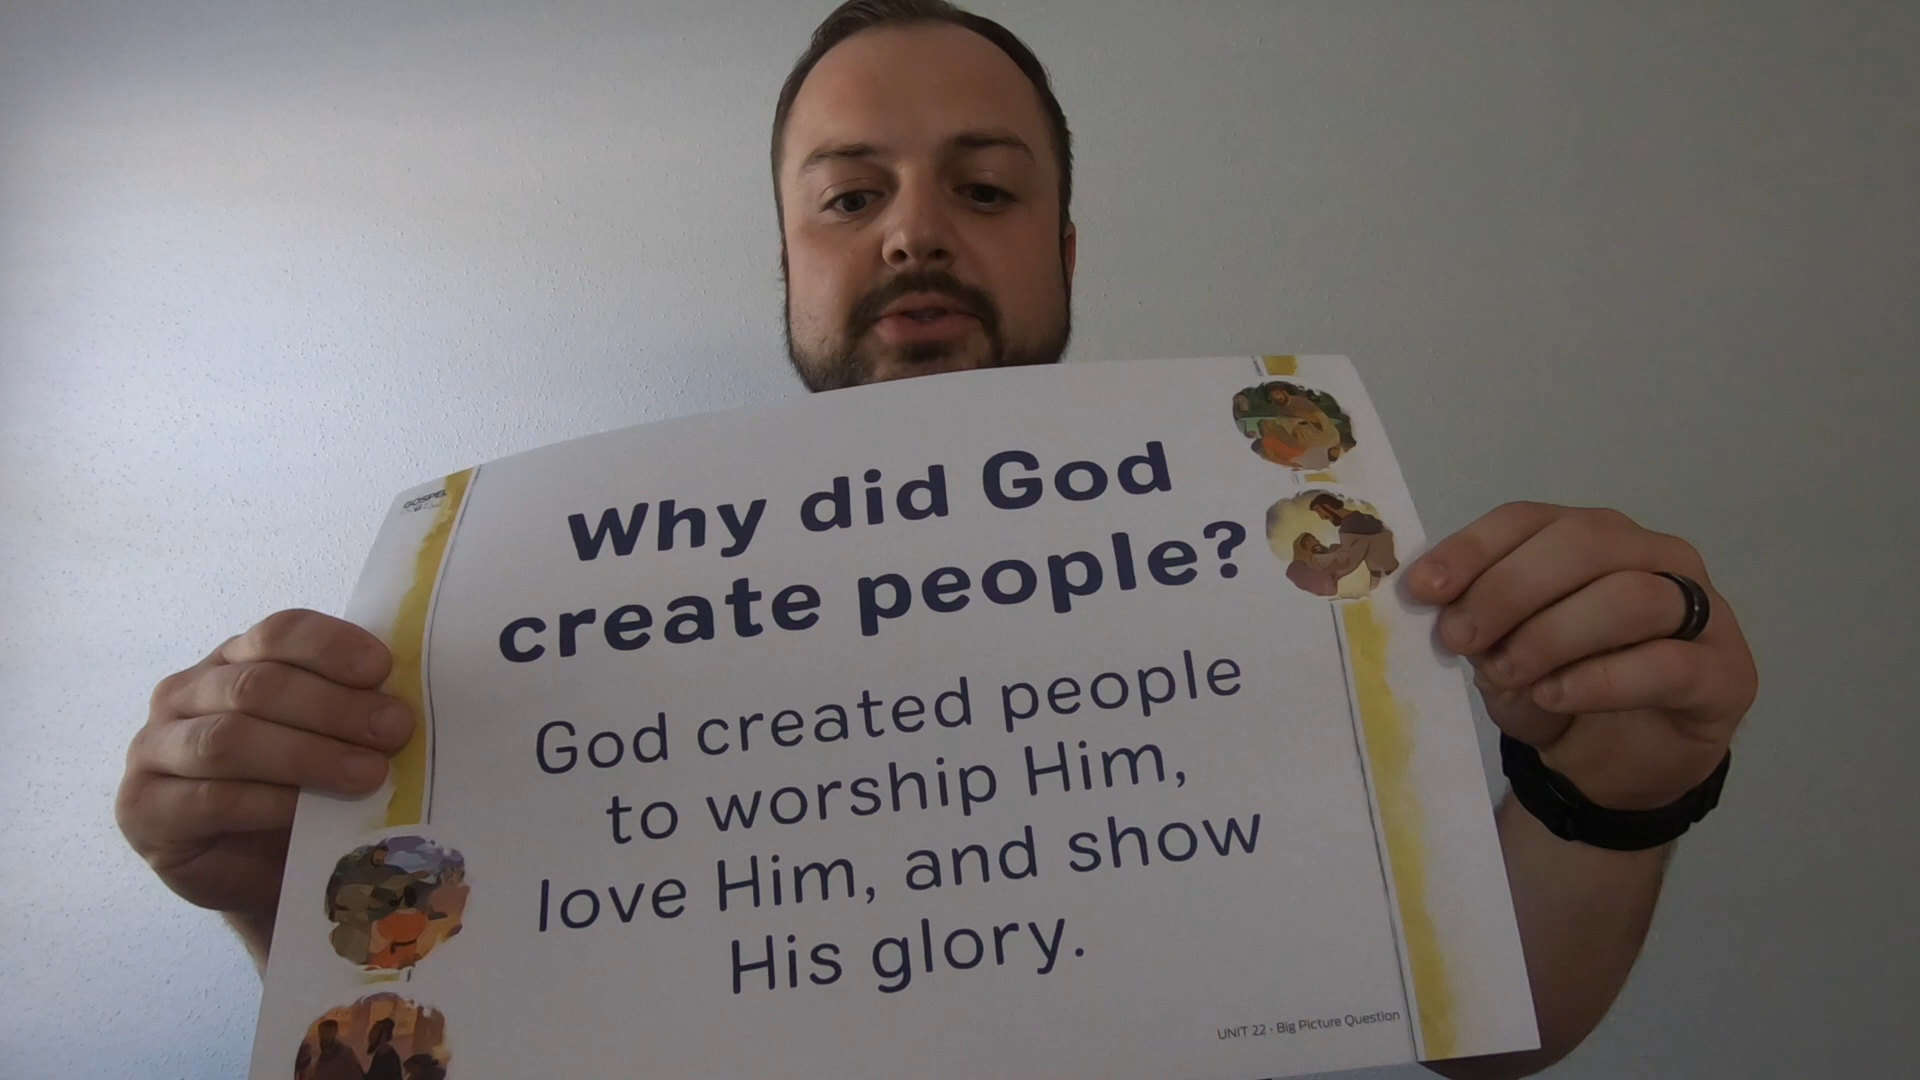 GOSPEL
Why did God
create people?
God created people
to worship Him,
love Him, and show
His glory.
UNIT 22 · Big Picture Question